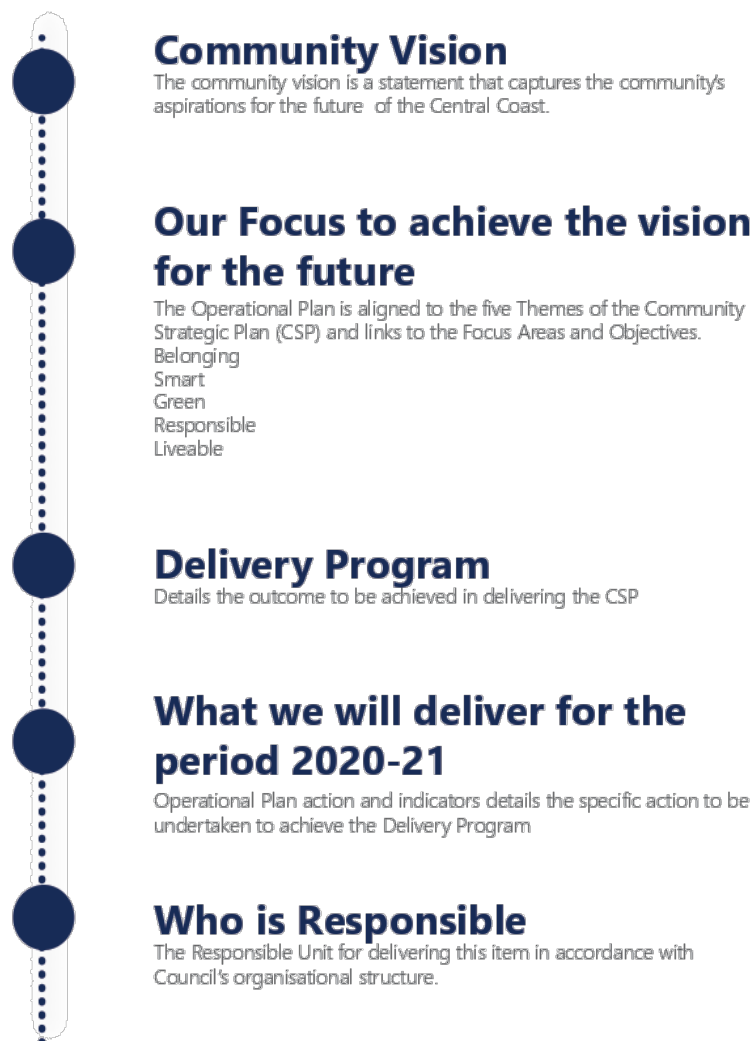 Community Vision
The community vision is a statement that captures the community's
aspirations for the future of the Central Coast.
Our Focus to achieve the vision
for the future
The Operational Plan is aligned to the five Themes of the Community
Strategic Plan (CSP) and links to the Focus Areas and Objectives.
Belonging
Smart
Green
Responsible
Liveable
Delivery Program
Details the outcome to be achieved in delivering the CSP
What we will deliver for the
period 2020-21
Operational Plan action and indicators details the specific action to be
undertaken to achieve the Delivery Program
Who is Responsible
The Responsible Unit for delivering this item in accordance with
Council's organisational structure.